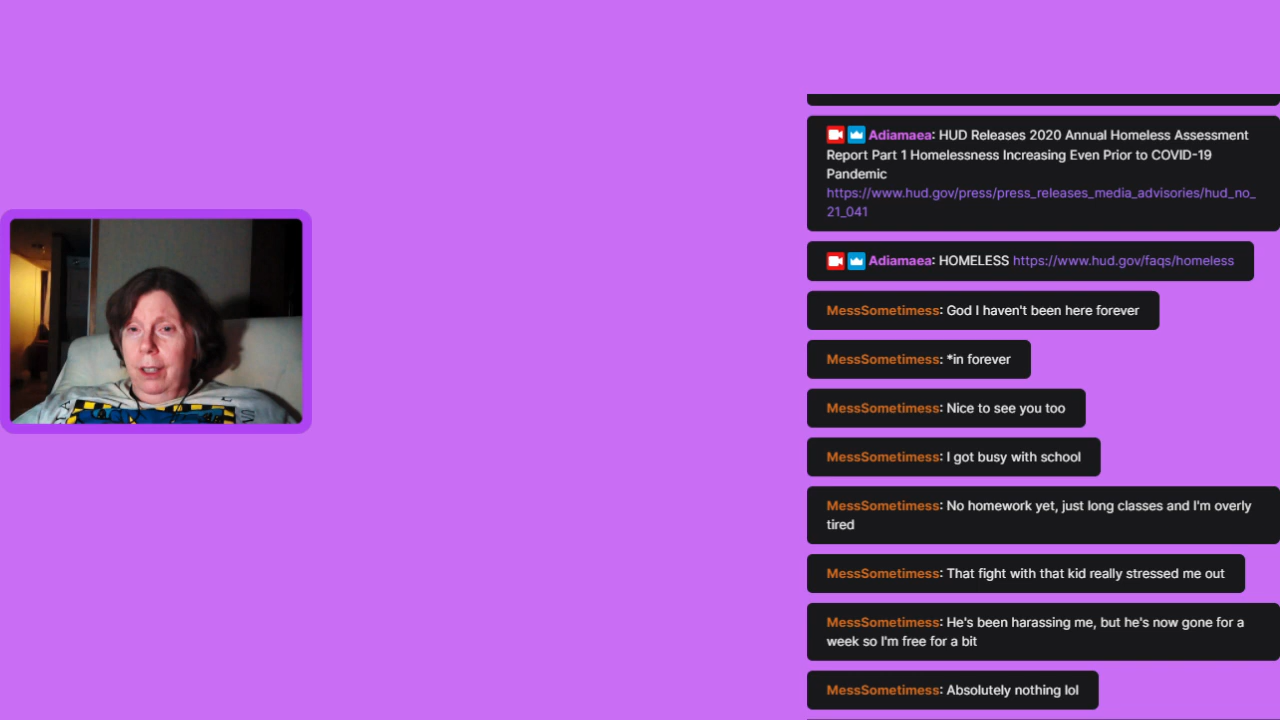 Adiamaea: HUD Releases 2020 Annual Homeless Assessment
Report Part 1 Homelessness Increasing Even Prior to COVID-19
Pandemic
https://www.hud.gov/press/press_releases_media_advisories/hud_no_
21_041
Adiamaea: HOMELESS https://www.hud.gov/faqs/homeless
MessSometimess: God I haven't been here forever
MessSometimess: *in forever
MessSometimess: Nice to see you too
MessSometimess: I got busy with school
MessSometimess: No homework yet, just long classes and I'm overly
tired
MessSometimess: That fight with that kid really stressed me out
MessSometimess: He's been harassing me, but he's now gone for a
week so I'm free for a bit
MessSometimess: Absolutely nothing lol